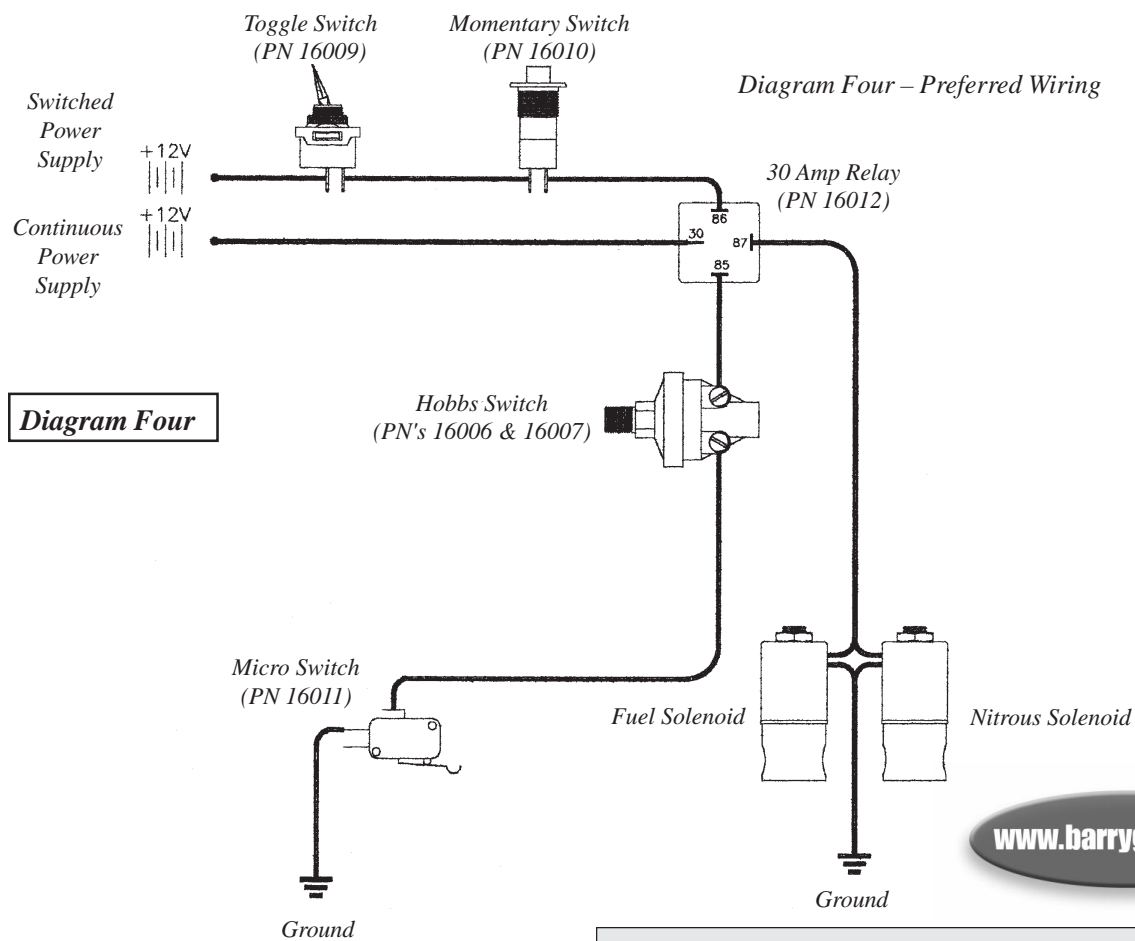 Toggle Switch
(PN 16009)
Momentary Switch
(PN 16010)
Diagram Four – Preferred Wiring
Switched
Power
Supply
+12V
30 Amp Relay
(PN 16012)
Continuous
Power
Supply
+12V
86
30
87
85
Diagram Four
Hobbs Switch
(PN's 16006 & 16007)
Micro Switch
(PN 16011)
Fuel Solenoid
Nitrous Solenoid
Ground
Ground